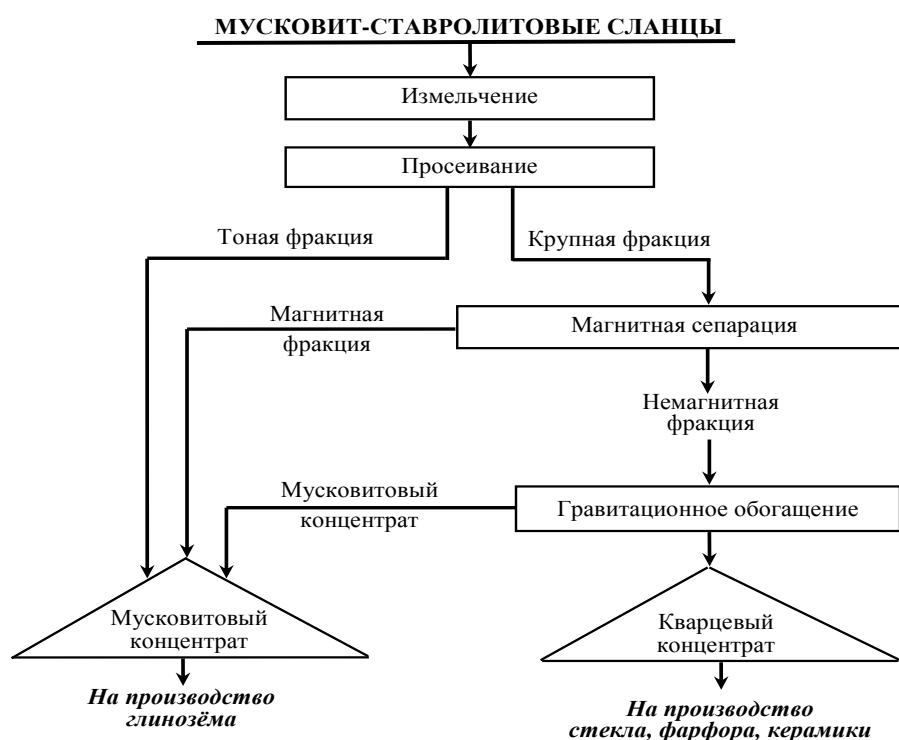 МУСКОВИТ-СТАВРОЛИТОВЫЕ СЛАНЦЫ
Измельчение
Просеивание
Тоная фракция
Крупная фракция
Магнитная
фракция
Магнитная сепарация
Немагнитная
фракция
Мусковитовый
концентрат
Гравитационное обогащение
Мусковитовый
концентрат
Кварцевый
концентрат
На производство
глинозёма
На производство
стекла, фарфора, керамики